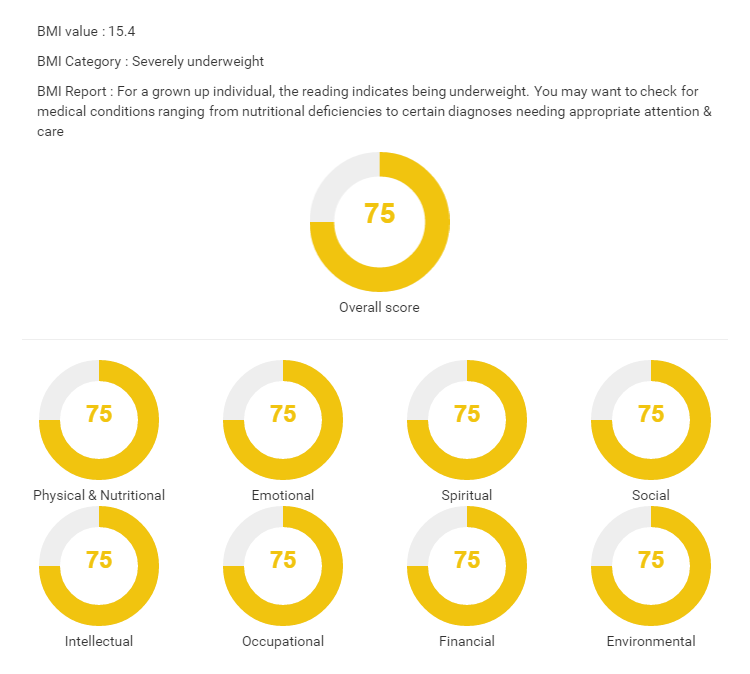 BMI value : 15.4
BMI Category : Severely underweight
BMI Report : For a grown up individual, the reading indicates being underweight. You may want to check for
medical conditions ranging from nutritional deficiencies to certain diagnoses needing appropriate attention &
care
75
Overall score
75 75 75 75
Physical & Nutritional Emotional Spiritual Social
75 75 75 75
Intellectual Occupational Financial Environmental